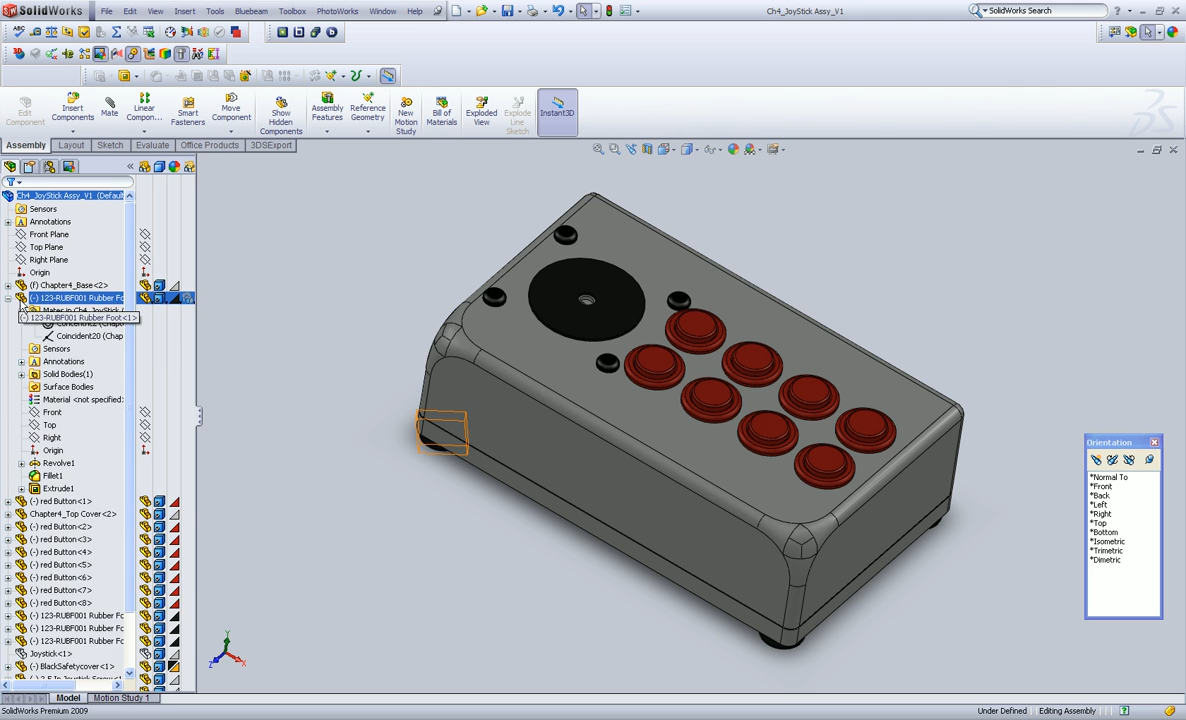 SolidWorks File Edit View Insert Tools Bluebeam Toolbox PhotoWorks Window Help Ch4_JoyStick Assy_V1 SolidWorks Search
Edit Component
Insert Components
Mate
Linear Compon...
Smart Fasteners
Move Component
Show Hidden Components
Assembly Features
Reference Geometry
New Motion Study
Bill of Materials
Exploded View
Explode Line Sketch
Instant3D
Assembly Layout Sketch Evaluate Office Products 3DSExport
Ch4_JoyStick Assy_V1 (Default
Sensors
Annotations
Front Plane
Top Plane
Right Plane
Origin
(f) Chapter4_Base<2>
(-) 123-RUBF001 Rubber Fo
Mates in Ch4_JoyStick
(-) 123-RUBF001 Rubber Foot<1>
Concentric2 (Chapt
Coincident20 (Chap
Sensors
Annotations
Solid Bodies(1)
Surface Bodies
Material <not specified>
Front
Top
Right
Origin
Revolve1
Fillet1
Extrude1
(-) red Button<1>
Chapter4_Top Cover<2>
(-) red Button<2>
(-) red Button<3>
(-) red Button<4>
(-) red Button<5>
(-) red Button<6>
(-) red Button<7>
(-) red Button<8>
(-) 123-RUBF001 Rubber Fo
(-) 123-RUBF001 Rubber Fo
(-) 123-RUBF001 Rubber Fo
Joystick<1>
(-) BlackSafetycover<1>
Orientation
*Normal To
*Front
*Back
*Left
*Right
*Top
*Bottom
*Isometric
*Trimetric
*Dimetric
Model Motion Study 1
SolidWorks Premium 2009 Under Defined Editing Assembly